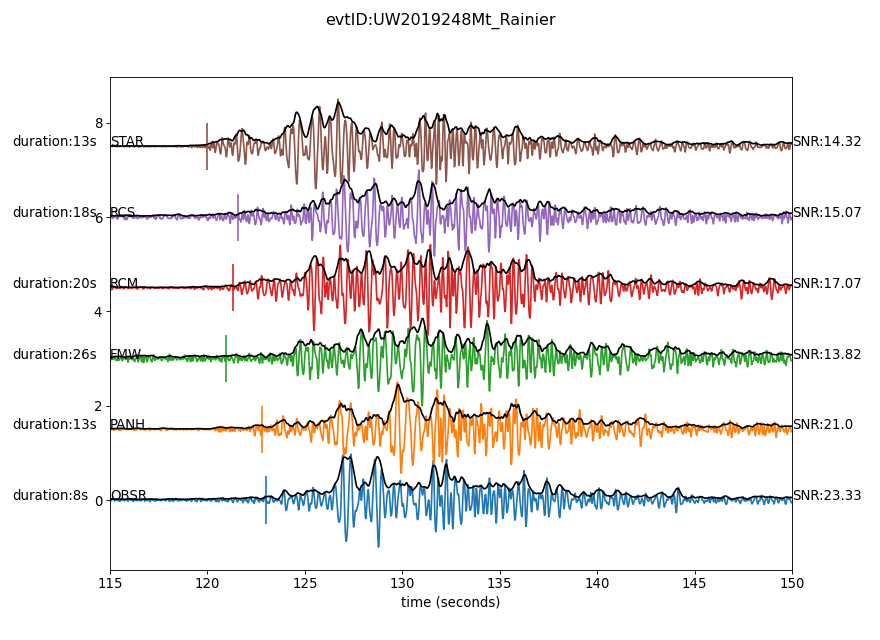 evtID:UW2019248Mt_Rainier
8
duration:13s STAR SNR:14.32
duration:18s RCS SNR:15.07
6
duration:20s RCM SNR:17.07
4
duration:26s FMW SNR:13.82
2
duration:13s PANH SNR:21.0
duration:8s OBSR SNR:23.33
0
115 120 125 130 135 140 145 150
time (seconds)